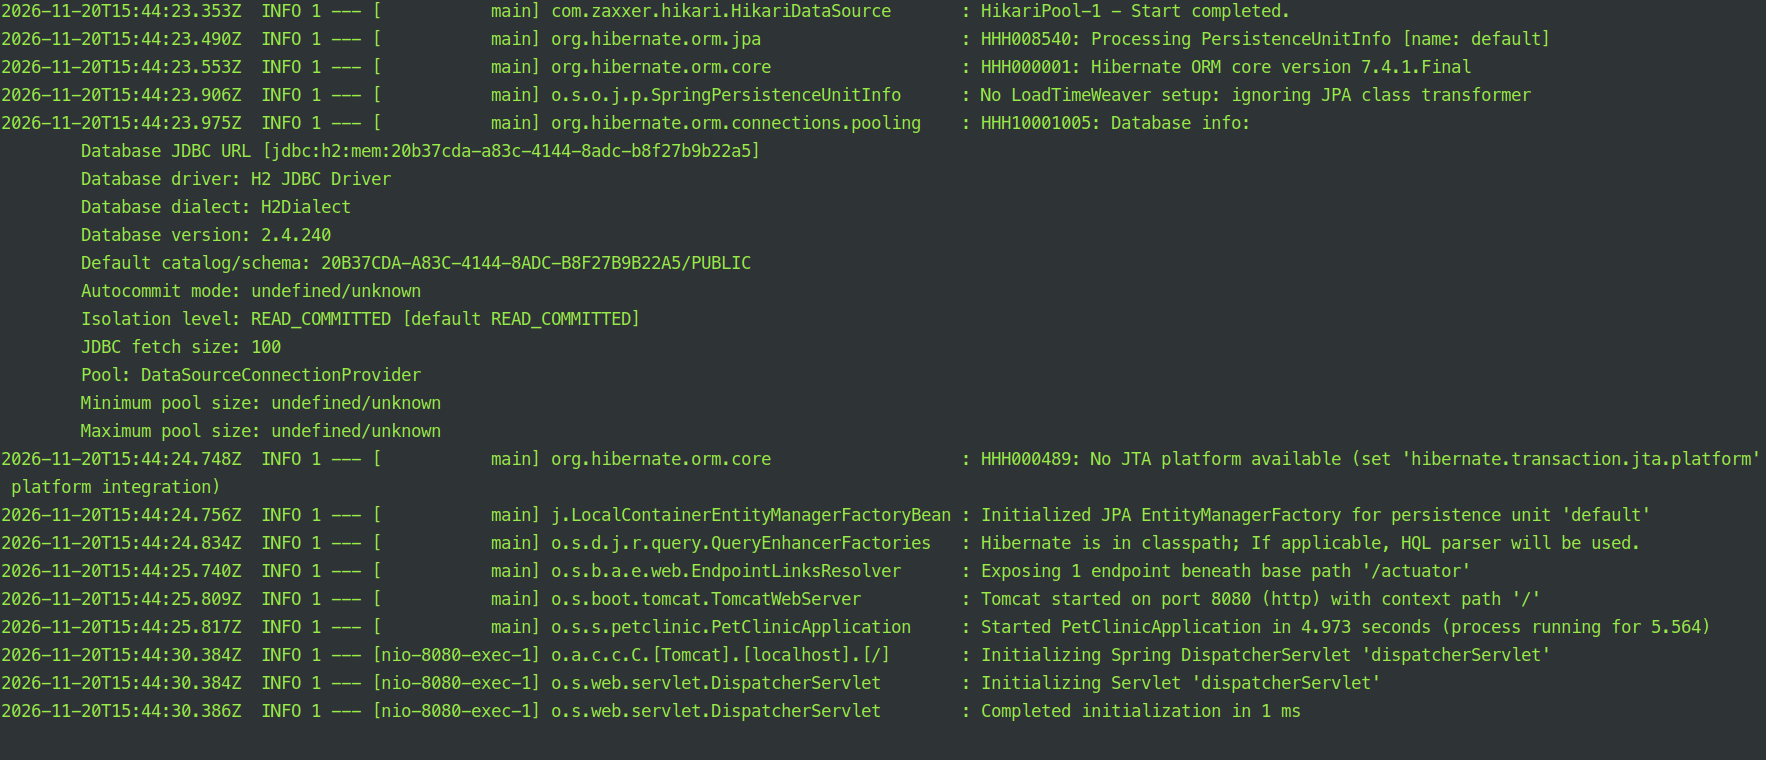 2026-11-20T15:44:23.353Z  INFO 1 --- [           main] com.zaxxer.hikari.HikariDataSource       : HikariPool-1 - Start completed.
2026-11-20T15:44:23.490Z  INFO 1 --- [           main] org.hibernate.orm.jpa                    : HHH008540: Processing PersistenceUnitInfo [name: default]
2026-11-20T15:44:23.553Z  INFO 1 --- [           main] org.hibernate.orm.core                   : HHH000001: Hibernate ORM core version 7.4.1.Final
2026-11-20T15:44:23.906Z  INFO 1 --- [           main] o.s.o.j.p.SpringPersistenceUnitInfo      : No LoadTimeWeaver setup: ignoring JPA class transformer
2026-11-20T15:44:23.975Z  INFO 1 --- [           main] org.hibernate.orm.connections.pooling    : HHH10001005: Database info:
        Database JDBC URL [jdbc:h2:mem:20b37cda-a83c-4144-8adc-b8f27b9b22a5]
        Database driver: H2 JDBC Driver
        Database dialect: H2Dialect
        Database version: 2.4.240
        Default catalog/schema: 20B37CDA-A83C-4144-8ADC-B8F27B9B22A5/PUBLIC
        Autocommit mode: undefined/unknown
        Isolation level: READ_COMMITTED [default READ_COMMITTED]
        JDBC fetch size: 100
        Pool: DataSourceConnectionProvider
        Minimum pool size: undefined/unknown
        Maximum pool size: undefined/unknown
2026-11-20T15:44:24.748Z  INFO 1 --- [           main] org.hibernate.orm.core                   : HHH000489: No JTA platform available (set 'hibernate.transaction.jta.platform'
 platform integration)
2026-11-20T15:44:24.756Z  INFO 1 --- [           main] j.LocalContainerEntityManagerFactoryBean : Initialized JPA EntityManagerFactory for persistence unit 'default'
2026-11-20T15:44:24.834Z  INFO 1 --- [           main] o.s.d.j.r.query.QueryEnhancerFactories   : Hibernate is in classpath; If applicable, HQL parser will be used.
2026-11-20T15:44:25.740Z  INFO 1 --- [           main] o.s.b.a.e.web.EndpointLinksResolver      : Exposing 1 endpoint beneath base path '/actuator'
2026-11-20T15:44:25.809Z  INFO 1 --- [           main] o.s.boot.tomcat.TomcatWebServer          : Tomcat started on port 8080 (http) with context path '/'
2026-11-20T15:44:25.817Z  INFO 1 --- [           main] o.s.s.petclinic.PetClinicApplication     : Started PetClinicApplication in 4.973 seconds (process running for 5.564)
2026-11-20T15:44:30.384Z  INFO 1 --- [nio-8080-exec-1] o.a.c.c.C.[Tomcat].[localhost].[/]       : Initializing Spring DispatcherServlet 'dispatcherServlet'
2026-11-20T15:44:30.384Z  INFO 1 --- [nio-8080-exec-1] o.s.web.servlet.DispatcherServlet        : Initializing Servlet 'dispatcherServlet'
2026-11-20T15:44:30.386Z  INFO 1 --- [nio-8080-exec-1] o.s.web.servlet.DispatcherServlet        : Completed initialization in 1 ms